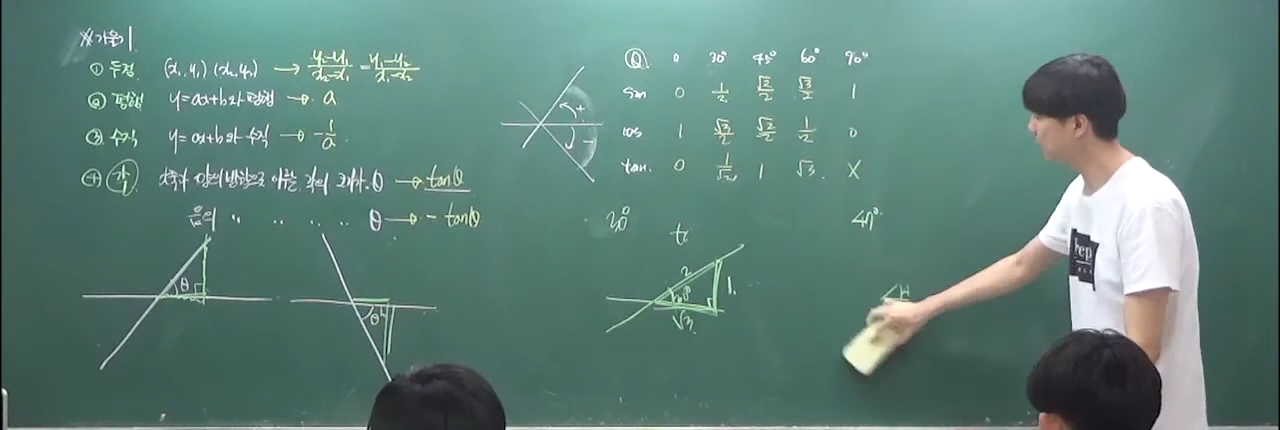 ※ 기울기
① 두점 (x₁, y₁) (x₂, y₂) → y₂-y₁/x₂-x₁ = y₁-y₂/x₁-x₂
② 평행 y=ax+b와 평행 → a
③ 수직 y=ax+b와 수직 → -1/a
④ 각 x축과 양의 방향으로 이루는 각의 크기가 θ → tanθ
음의 〃 〃 〃 〃 θ → - tanθ
θ
θ
+
-
Q. 0 30° 45° 60° 90°
sin 0 1/2 √2/2 √3/2 1
cos 1 √3/2 √2/2 1/2 0
tan 0 1/√3 1 √3 X
30°
2
30°
1
√3
rep